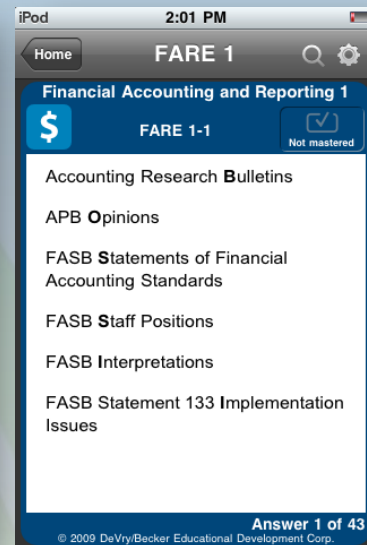 iPod 2:01 PM
Home FARE 1
Financial Accounting and Reporting 1
$ FARE 1-1 Not mastered
Accounting Research Bulletins
APB Opinions
FASB Statements of Financial
Accounting Standards
FASB Staff Positions
FASB Interpretations
FASB Statement 133 Implementation
Issues
Answer 1 of 43
© 2009 DeVry/Becker Educational Development Corp.